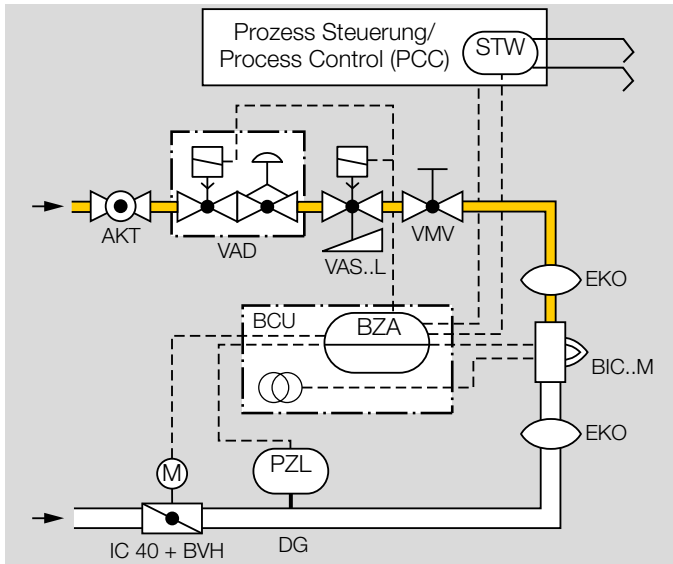 Prozess Steuerung/
Process Control (PCC)
STW
AKT
VAD
VAS..L
VMV
EKO
BCU
BZA
BIC..M
EKO
PZL
M
IC 40 + BVH
DG